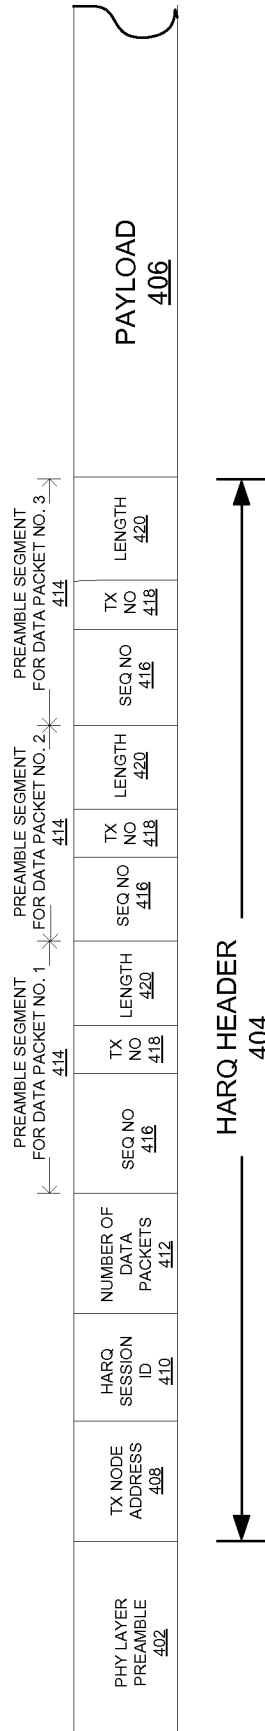 PREAMBLE SEGMENT
FOR DATA PACKET NO. 1
414
PREAMBLE SEGMENT
FOR DATA PACKET NO. 2
414
PREAMBLE SEGMENT
FOR DATA PACKET NO. 3
414
PHY LAYER
PREAMBLE
402
TX NODE
ADDRESS
408
HARQ
SESSION
ID
410
NUMBER OF
DATA
PACKETS
412
SEQ NO
416
TX
NO
418
LENGTH
420
SEQ NO
416
TX
NO
418
LENGTH
420
SEQ NO
416
TX
NO
418
LENGTH
420
PAYLOAD
406
HARQ HEADER
404